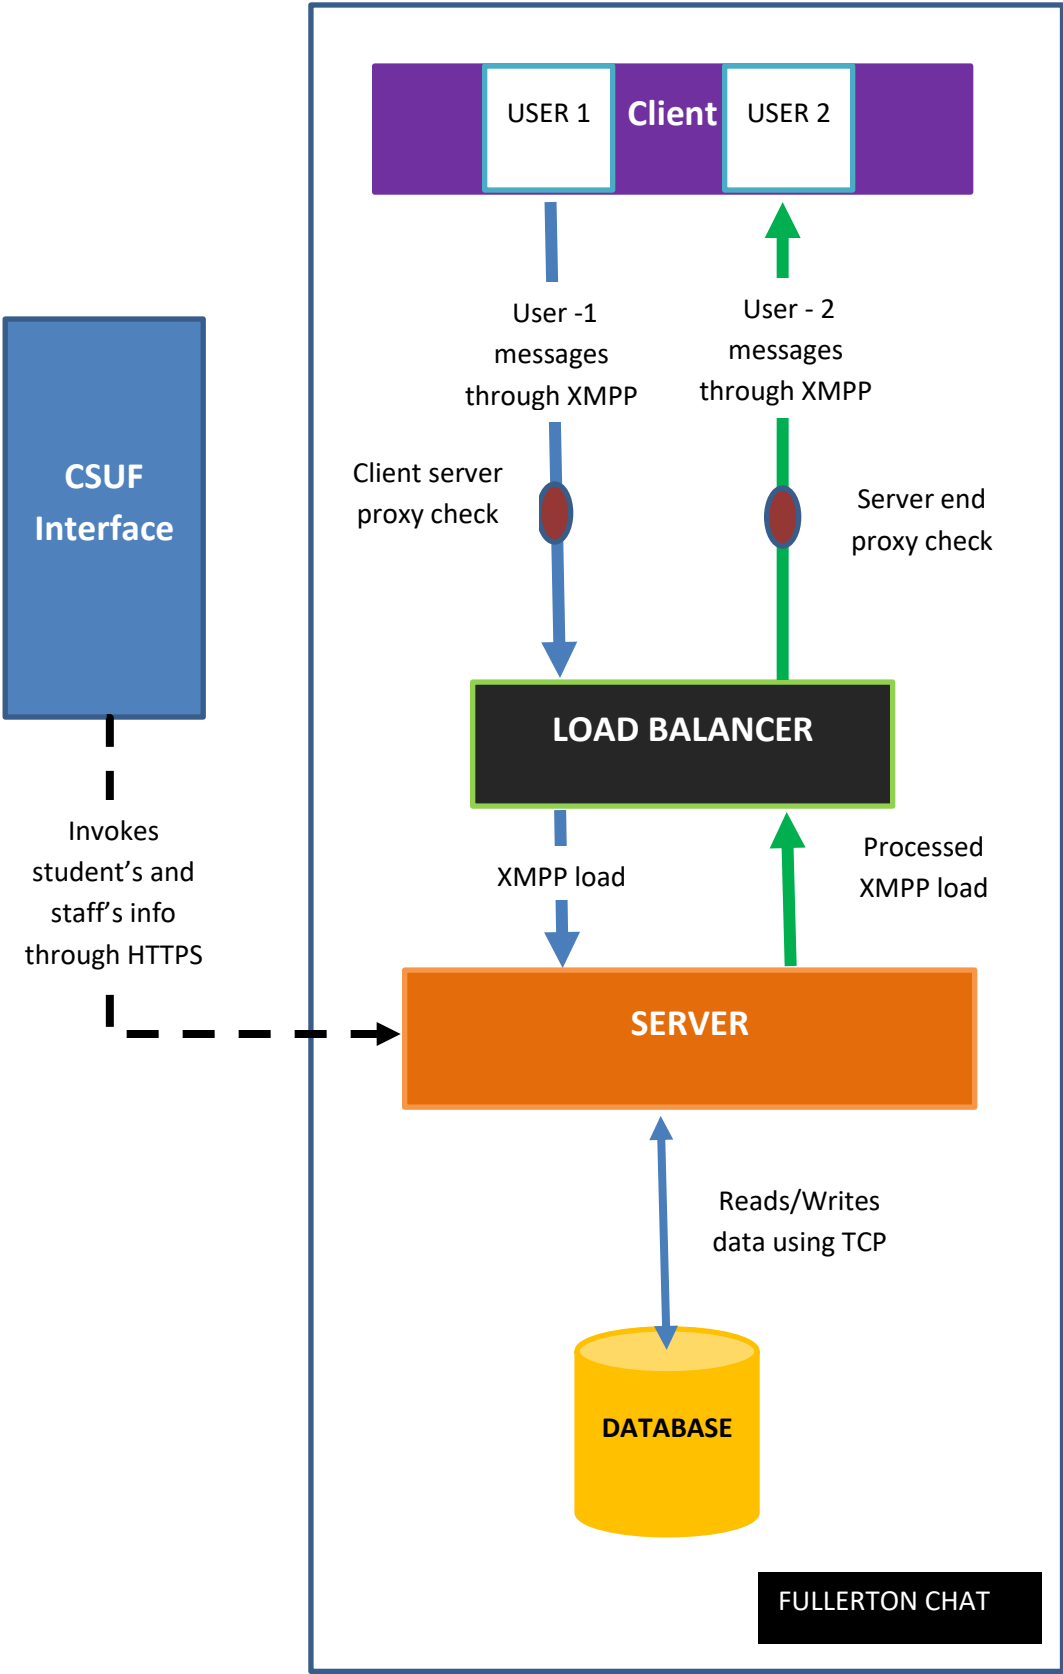 USER 1
Client
USER 2
User -1
messages
through XMPP
User - 2
messages
through XMPP
CSUF
Interface
Client server
proxy check
Server end
proxy check
LOAD BALANCER
Invokes
student’s and
staff’s info
through HTTPS
XMPP load
Processed
XMPP load
SERVER
Reads/Writes
data using TCP
DATABASE
FULLERTON CHAT